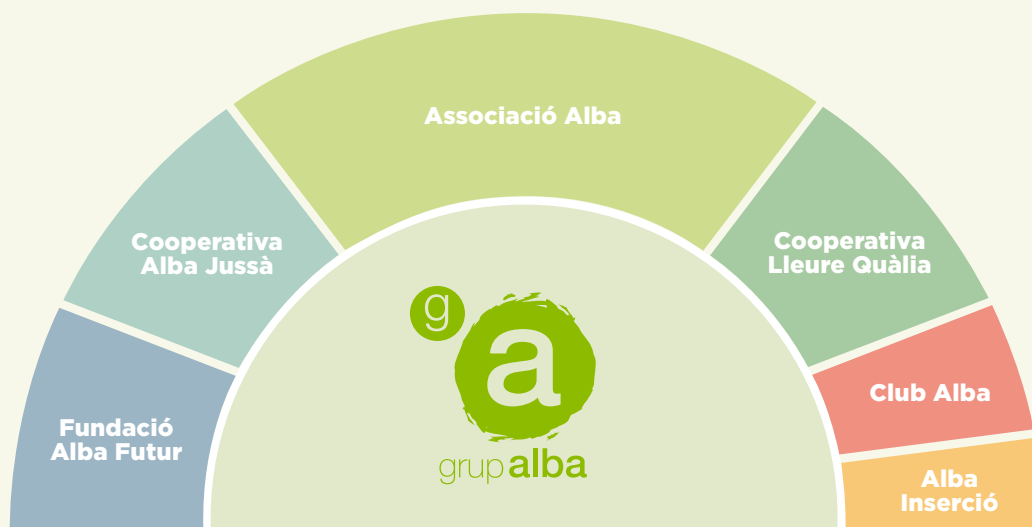 Associació Alba
Cooperativa
Alba Jussà
Cooperativa
Lleure Quàlia
Fundació
Alba Futur
Club Alba
Alba
Inserció
g
a
grup alba